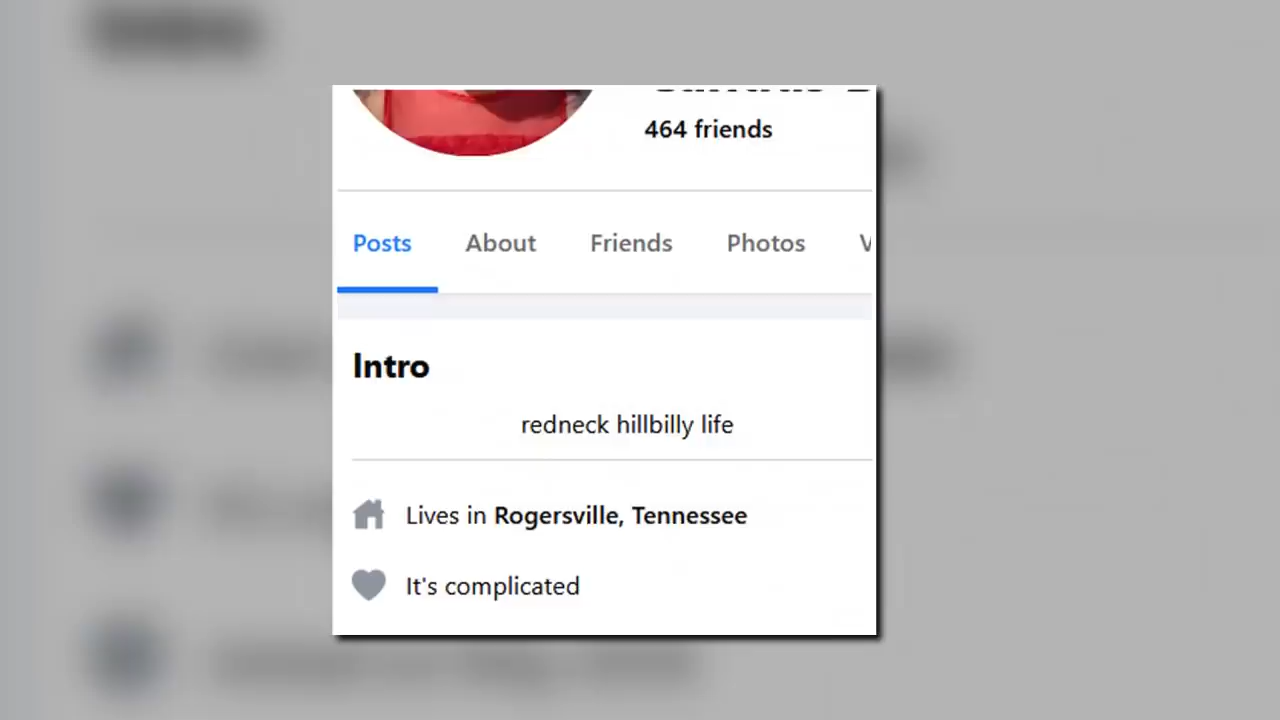 464 friends
Posts About Friends Photos
Intro
redneck hillbilly life
Lives in Rogersville, Tennessee
It's complicated